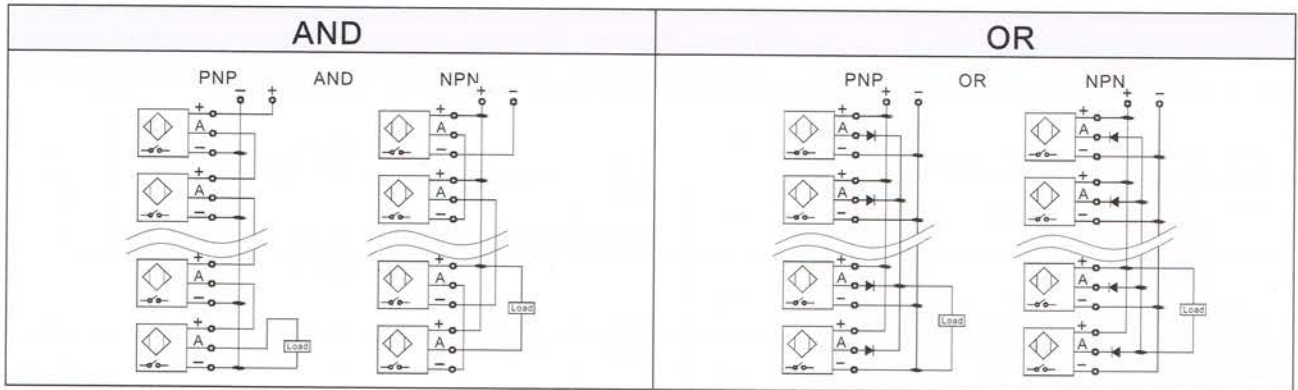 AND
PNP AND NPN
− +
+ −
+
A
−
+
A
−
+
A
−
+
A
−
Load
+
A
−
+
A
−
+
A
−
+
A
−
Load
OR
PNP OR NPN
+ −
+ −
+
A
−
+
A
−
+
A
−
+
A
−
Load
+
A
−
+
A
−
+
A
−
+
A
−
Load